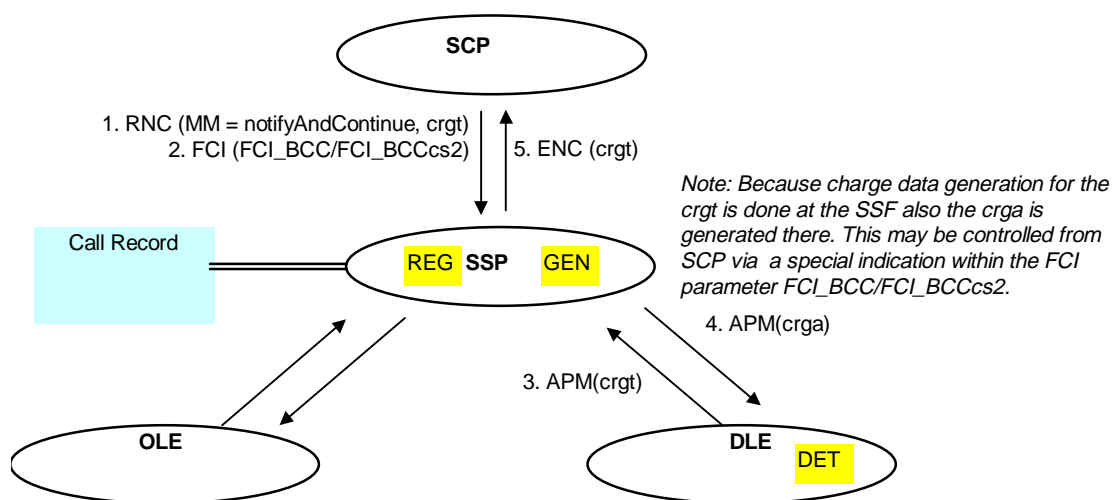 SCP
1. RNC (MM = notifyAndContinue, crgt)
2. FCI (FCI_BCC/FCI_BCCcs2)
5. ENC (crgt)
Note: Because charge data generation for the
crgt is done at the SSF also the crga is
generated there. This may be controlled from
SCP via a special indication within the FCI
parameter FCI_BCC/FCI_BCCcs2.
Call Record
REG SSP GEN
4. APM(crga)
3. APM(crgt)
OLE
DLE
DET